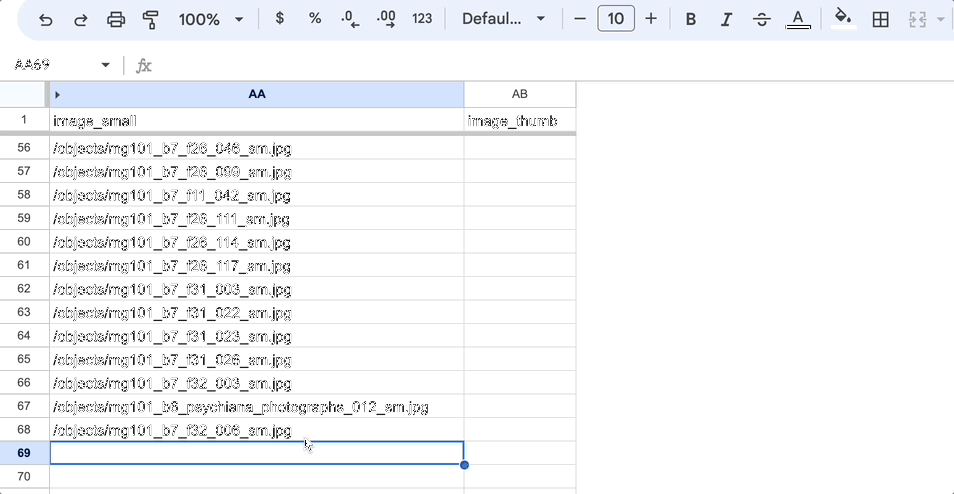 100% $ % .0 .00 123 Defaul... 10 B I S A
AA69 fx
AA AB
1 image_small image_thumb
56 /objects/mg101_b7_f26_046_sm.jpg
57 /objects/mg101_b7_f26_099_sm.jpg
58 /objects/mg101_b7_f11_042_sm.jpg
59 /objects/mg101_b7_f26_111_sm.jpg
60 /objects/mg101_b7_f26_114_sm.jpg
61 /objects/mg101_b7_f26_117_sm.jpg
62 /objects/mg101_b7_f31_003_sm.jpg
63 /objects/mg101_b7_f31_022_sm.jpg
64 /objects/mg101_b7_f31_023_sm.jpg
65 /objects/mg101_b7_f31_026_sm.jpg
66 /objects/mg101_b7_f32_003_sm.jpg
67 /objects/mg101_b8_psychiana_photographs_012_sm.jpg
68 /objects/mg101_b7_f32_006_sm.jpg
69
70